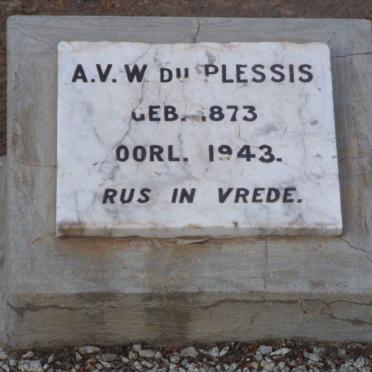 A.V.W DU PLESSIS
GEB. 1873
OORL. 1943.
RUS IN VREDE.